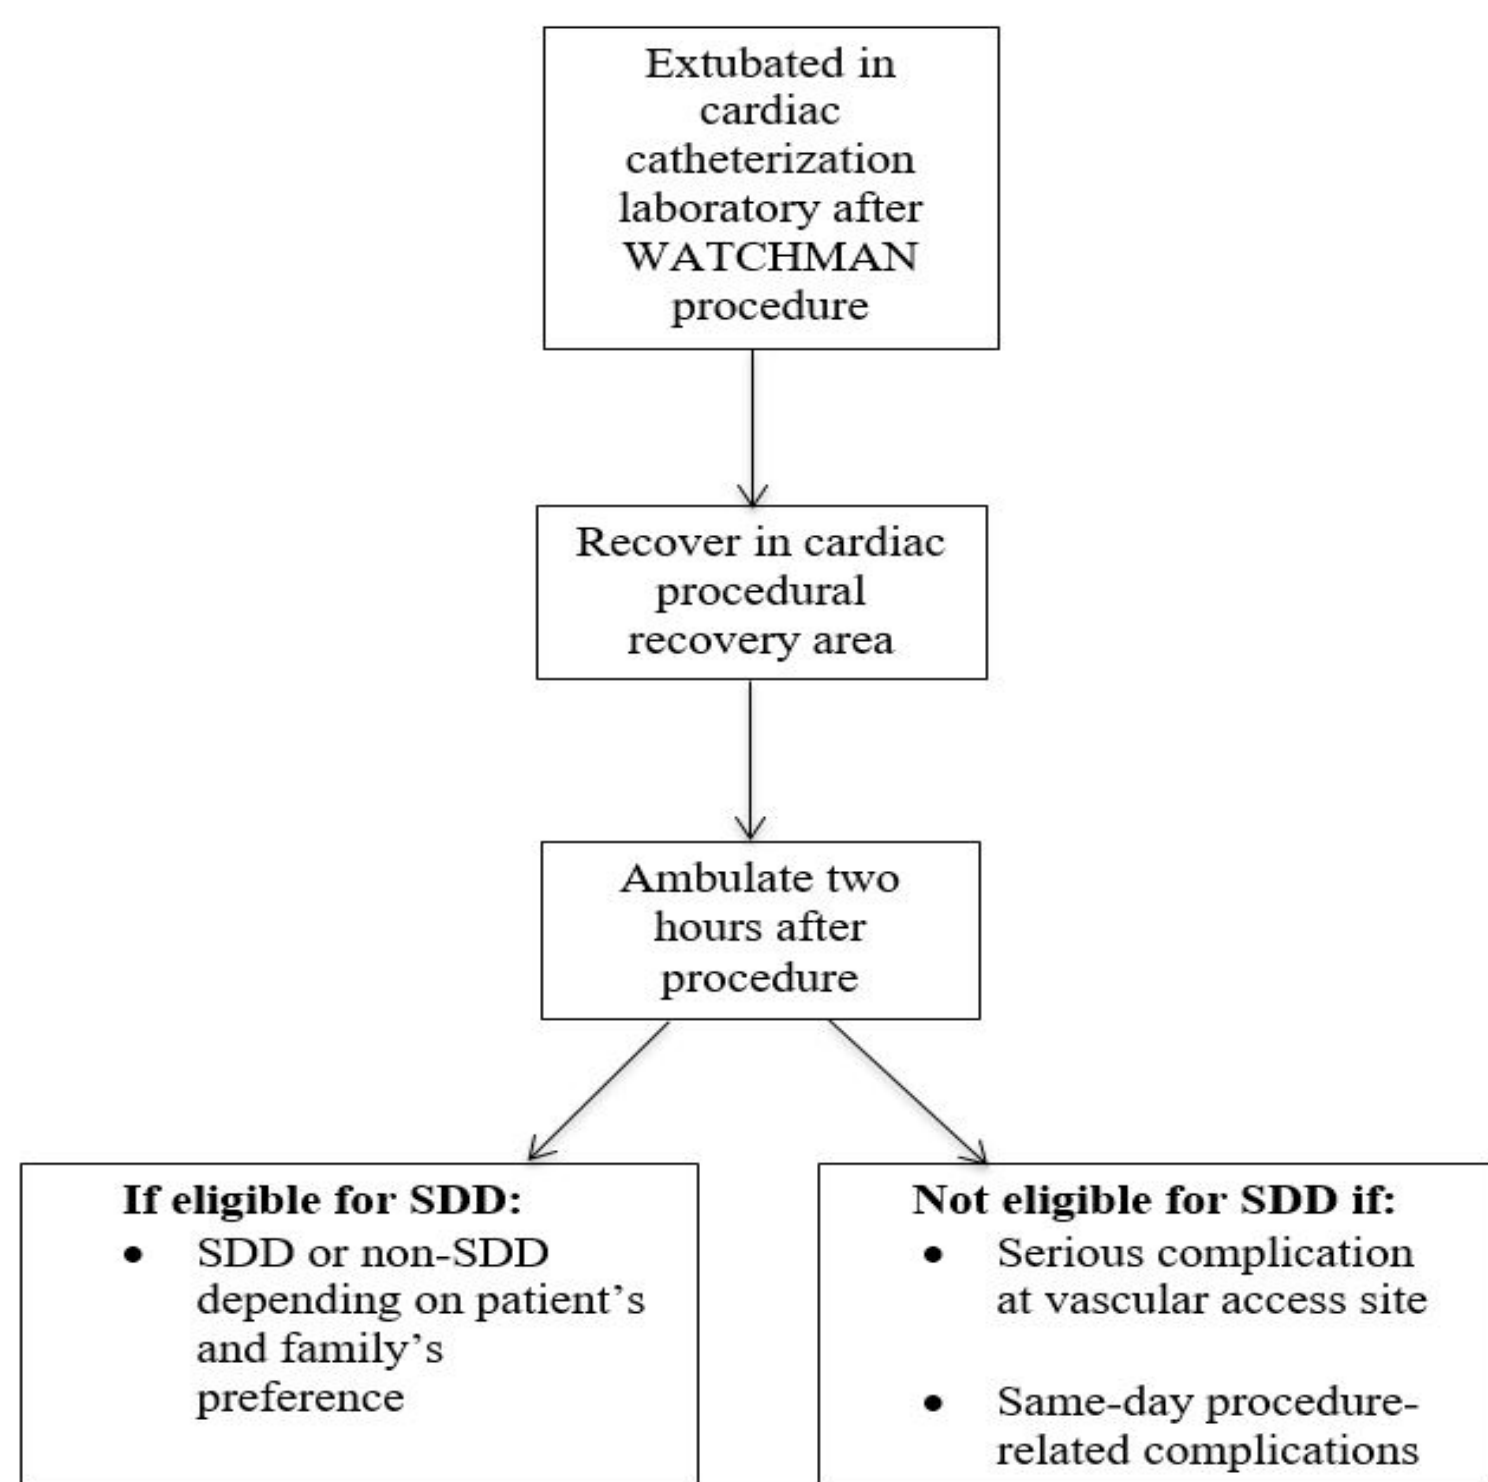 Extubated in
cardiac
catheterization
laboratory after
WATCHMAN
procedure
Recover in cardiac
procedural
recovery area
Ambulate two
hours after
procedure
If eligible for SDD:
● SDD or non-SDD
depending on patient’s
and family’s
preference
Not eligible for SDD if:
● Serious complication
at vascular access site
● Same-day procedure-
related complications